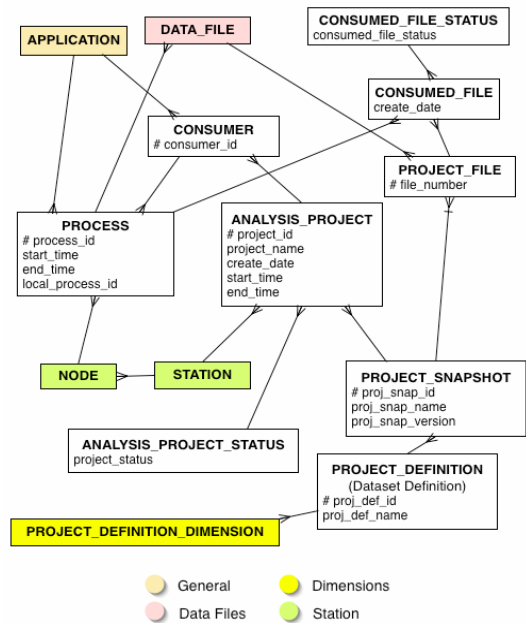 APPLICATION
DATA_FILE
CONSUMED_FILE_STATUS
consumed_file_status
CONSUMED_FILE
create_date
CONSUMER
# consumer_id
PROJECT_FILE
# file_number
PROCESS
# process_id
start_time
end_time
local_process_id
ANALYSIS_PROJECT
# project_id
project_name
create_date
start_time
end_time
NODE
STATION
PROJECT_SNAPSHOT
# proj_snap_id
proj_snap_name
proj_snap_version
ANALYSIS_PROJECT_STATUS
project_status
PROJECT_DEFINITION
(Dataset Definition)
# proj_def_id
proj_def_name
PROJECT_DEFINITION_DIMENSION
General
Dimensions
Data Files
Station